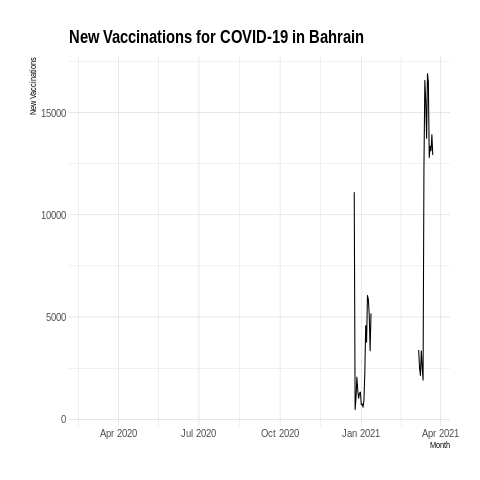 New Vaccinations for COVID-19 in Bahrain
New Vaccinations
15000
10000
5000
0
Apr 2020 Jul 2020 Oct 2020 Jan 2021 Apr 2021
Month